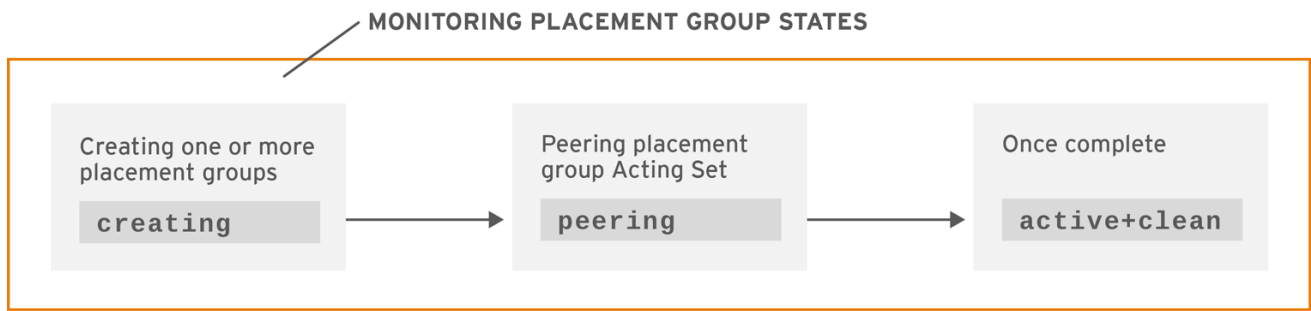 MONITORING PLACEMENT GROUP STATES
Creating one or more
placement groups
creating
Peering placement
group Acting Set
peering
Once complete
active+clean